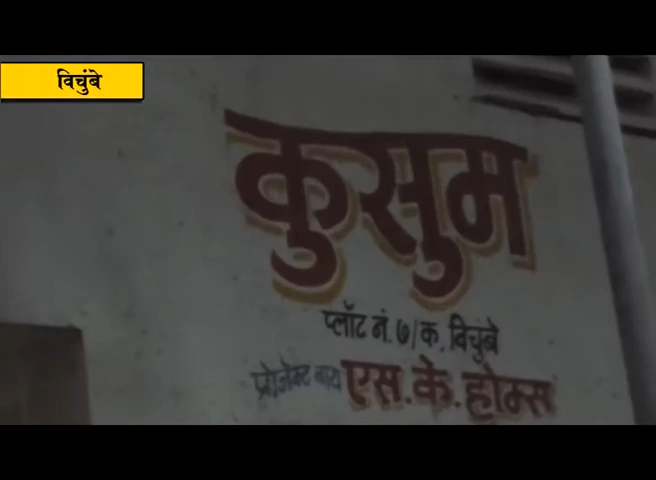 विचुंबे
कुसुम
प्लॉट नं. ७/क, विचुंबे
प्रोजेक्ट बाय एस. के. होम्स